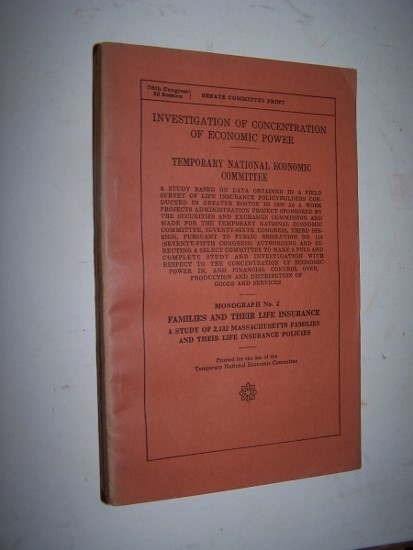 76th Congress
3d Session
SENATE COMMITTEE PRINT
INVESTIGATION OF CONCENTRATION
OF ECONOMIC POWER
TEMPORARY NATIONAL ECONOMIC
COMMITTEE
A STUDY BASED ON DATA OBTAINED IN A FIELD
SURVEY OF LIFE INSURANCE POLICYHOLDERS CON-
DUCTED IN GREATER BOSTON IN 1939 AS A WORK
PROJECTS ADMINISTRATION PROJECT SPONSORED BY
THE SECURITIES AND EXCHANGE COMMISSION AND
MADE FOR THE TEMPORARY NATIONAL ECONOMIC
COMMITTEE, SEVENTY-SIXTH CONGRESS, THIRD SES-
SION, PURSUANT TO PUBLIC RESOLUTION NO. 113
(SEVENTY-FIFTH CONGRESS) AUTHORIZING AND DI-
RECTING A SELECT COMMITTEE TO MAKE A FULL AND
COMPLETE STUDY AND INVESTIGATION WITH
RESPECT TO THE CONCENTRATION OF ECONOMIC
POWER IN, AND FINANCIAL CONTROL OVER,
PRODUCTION AND DISTRIBUTION OF
GOODS AND SERVICES
MONOGRAPH No. 2
FAMILIES AND THEIR LIFE INSURANCE
A STUDY OF 2,132 MASSACHUSETTS FAMILIES
AND THEIR LIFE INSURANCE POLICIES
Printed for the use of the
Temporary National Economic Committee